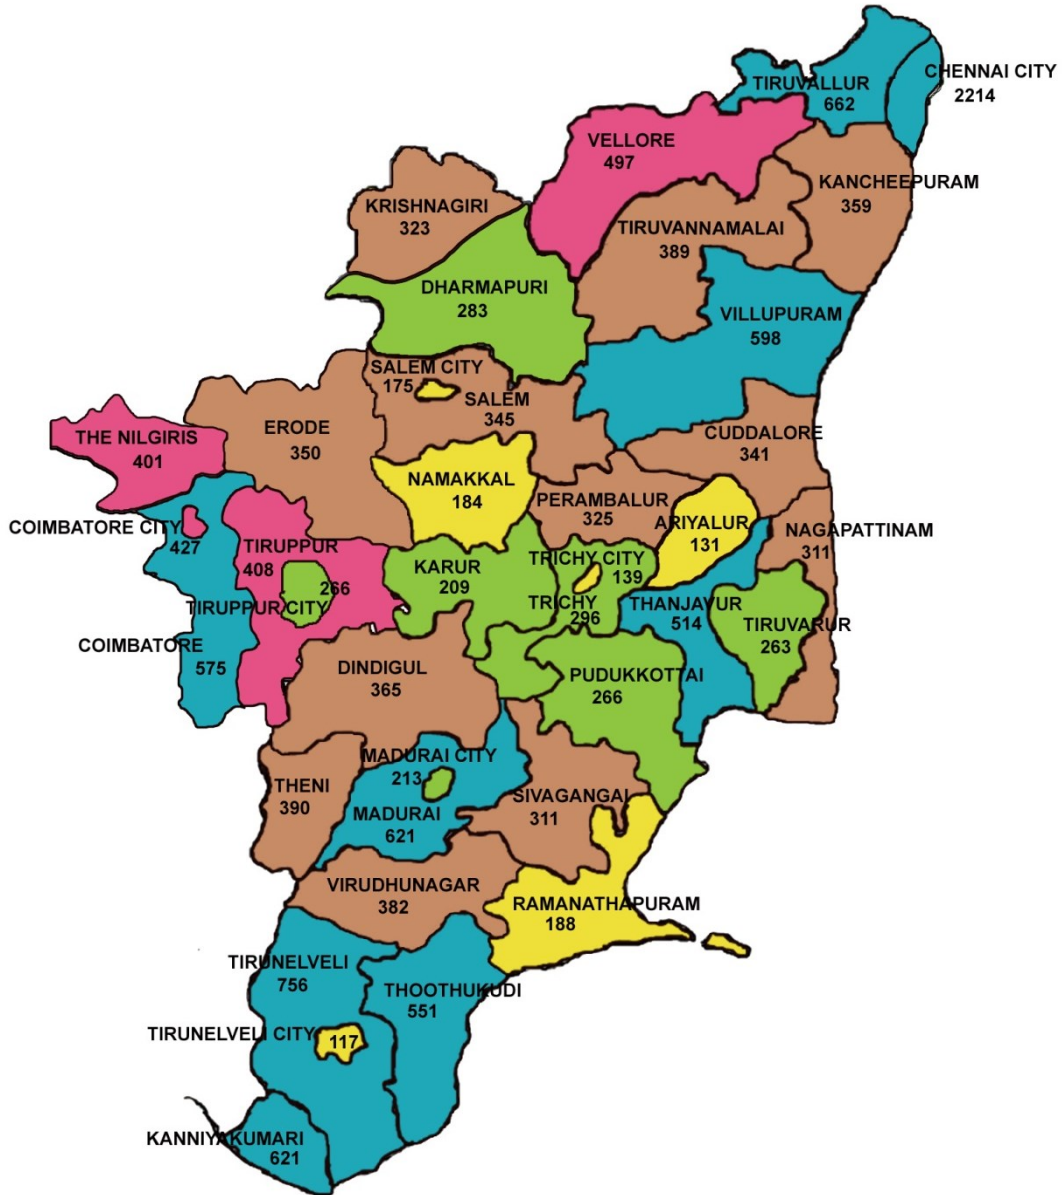 TIRUVALLUR
662
CHENNAI CITY
2214
VELLORE
497
KANCHEEPURAM
359
KRISHNAGIRI
323
TIRUVANNAMALAI
389
DHARMAPURI
283
VILLUPURAM
598
SALEM CITY
175
SALEM
345
ERODE
350
THE NILGIRIS
401
CUDDALORE
341
NAMAKKAL
184
PERAMBALUR
325
ARIYALUR
131
NAGAPATTINAM
311
COIMBATORE CITY
427
TIRUPPUR
408
266
TIRUPPUR CITY
KARUR
209
TRICHY CITY
139
TRICHY
296
THANJAVUR
514
TIRUVARUR
263
COIMBATORE
575
DINDIGUL
365
PUDUKKOTTAI
266
MADURAI CITY
213
THENI
390
MADURAI
621
SIVAGANGAI
311
VIRUDHUNAGAR
382
RAMANATHAPURAM
188
TIRUNELVELI
756
THOOTHUKUDI
551
TIRUNELVELI CITY
117
KANNIYAKUMARI
621